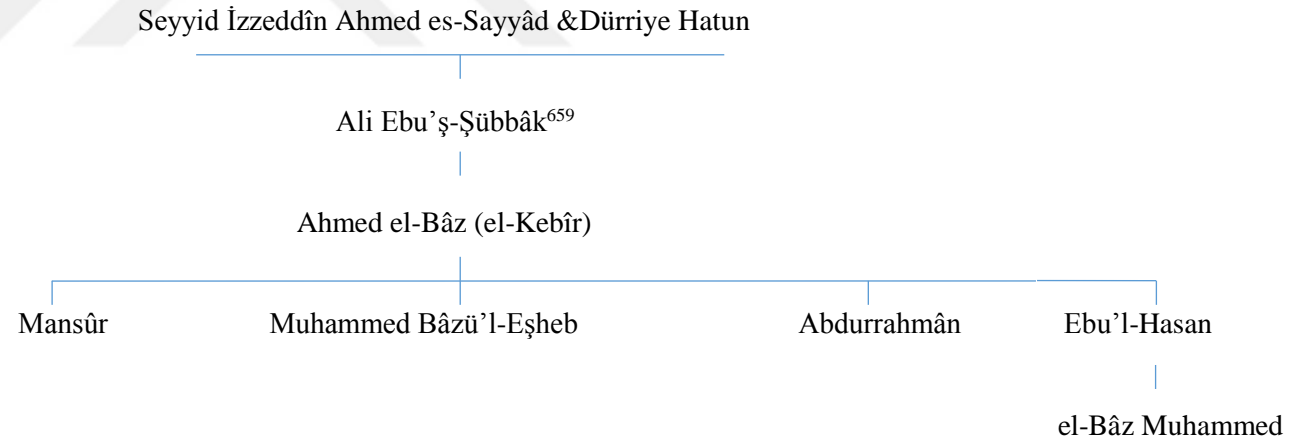 Seyyid İzzeddîn Ahmed es-Sayyâd &Dürriye Hatun
Ali Ebu’ş-Şübbâk⁶⁵⁹
Ahmed el-Bâz (el-Kebîr)
Mansûr Muhammed Bâzü’l-Eşheb Abdurrahmân Ebu’l-Hasan
el-Bâz Muhammed